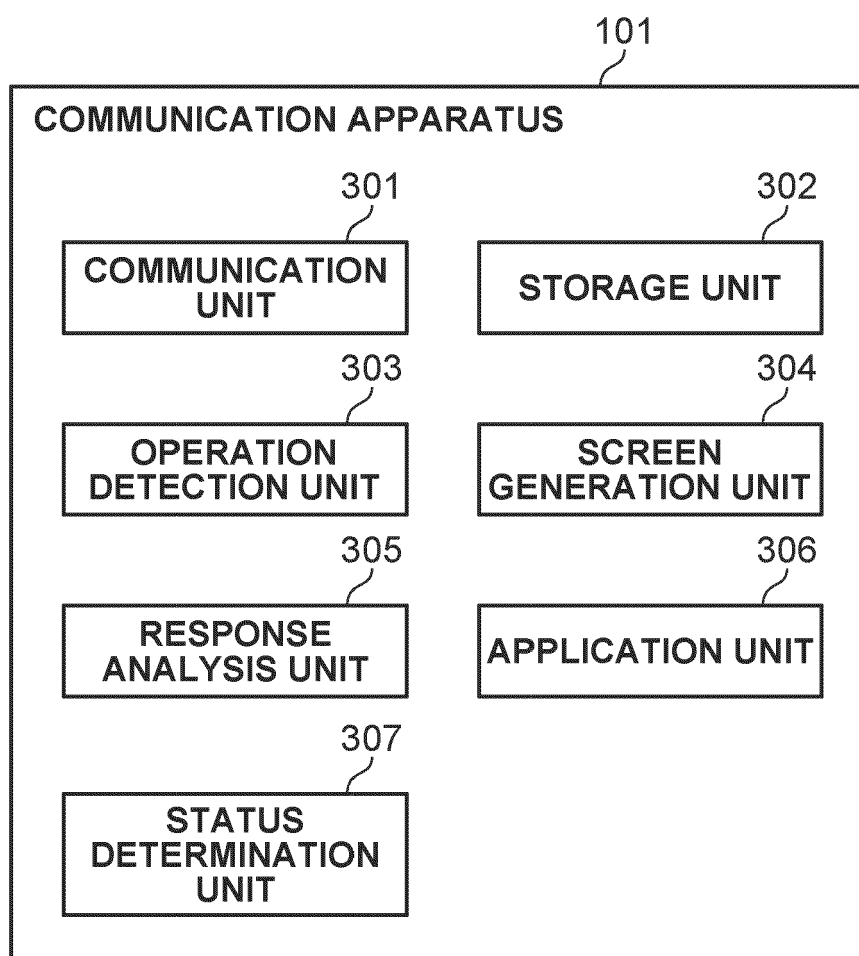 101
COMMUNICATION APPARATUS
301
COMMUNICATION
UNIT
302
STORAGE UNIT
303
OPERATION
DETECTION UNIT
304
SCREEN
GENERATION UNIT
305
RESPONSE
ANALYSIS UNIT
306
APPLICATION UNIT
307
STATUS
DETERMINATION
UNIT